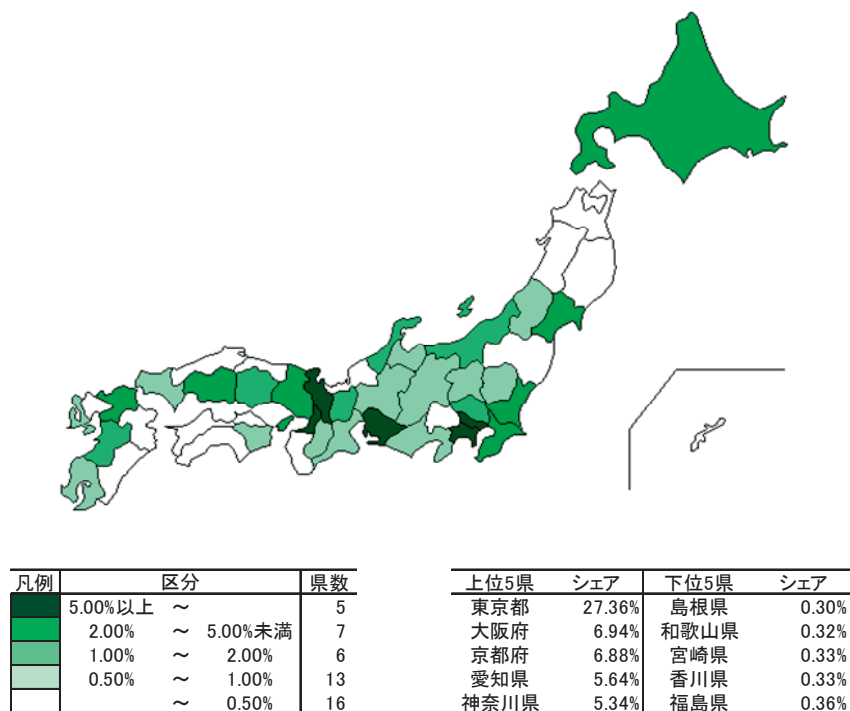 凡例 区分 県数
5.00%以上 ～ 5
2.00% ～ 5.00%未満 7
1.00% ～ 2.00% 6
0.50% ～ 1.00% 13
～ 0.50% 16
上位5県 シェア 下位5県 シェア
東京都 27.36% 島根県 0.30%
大阪府 6.94% 和歌山県 0.32%
京都府 6.88% 宮崎県 0.33%
愛知県 5.64% 香川県 0.33%
神奈川県 5.34% 福島県 0.36%